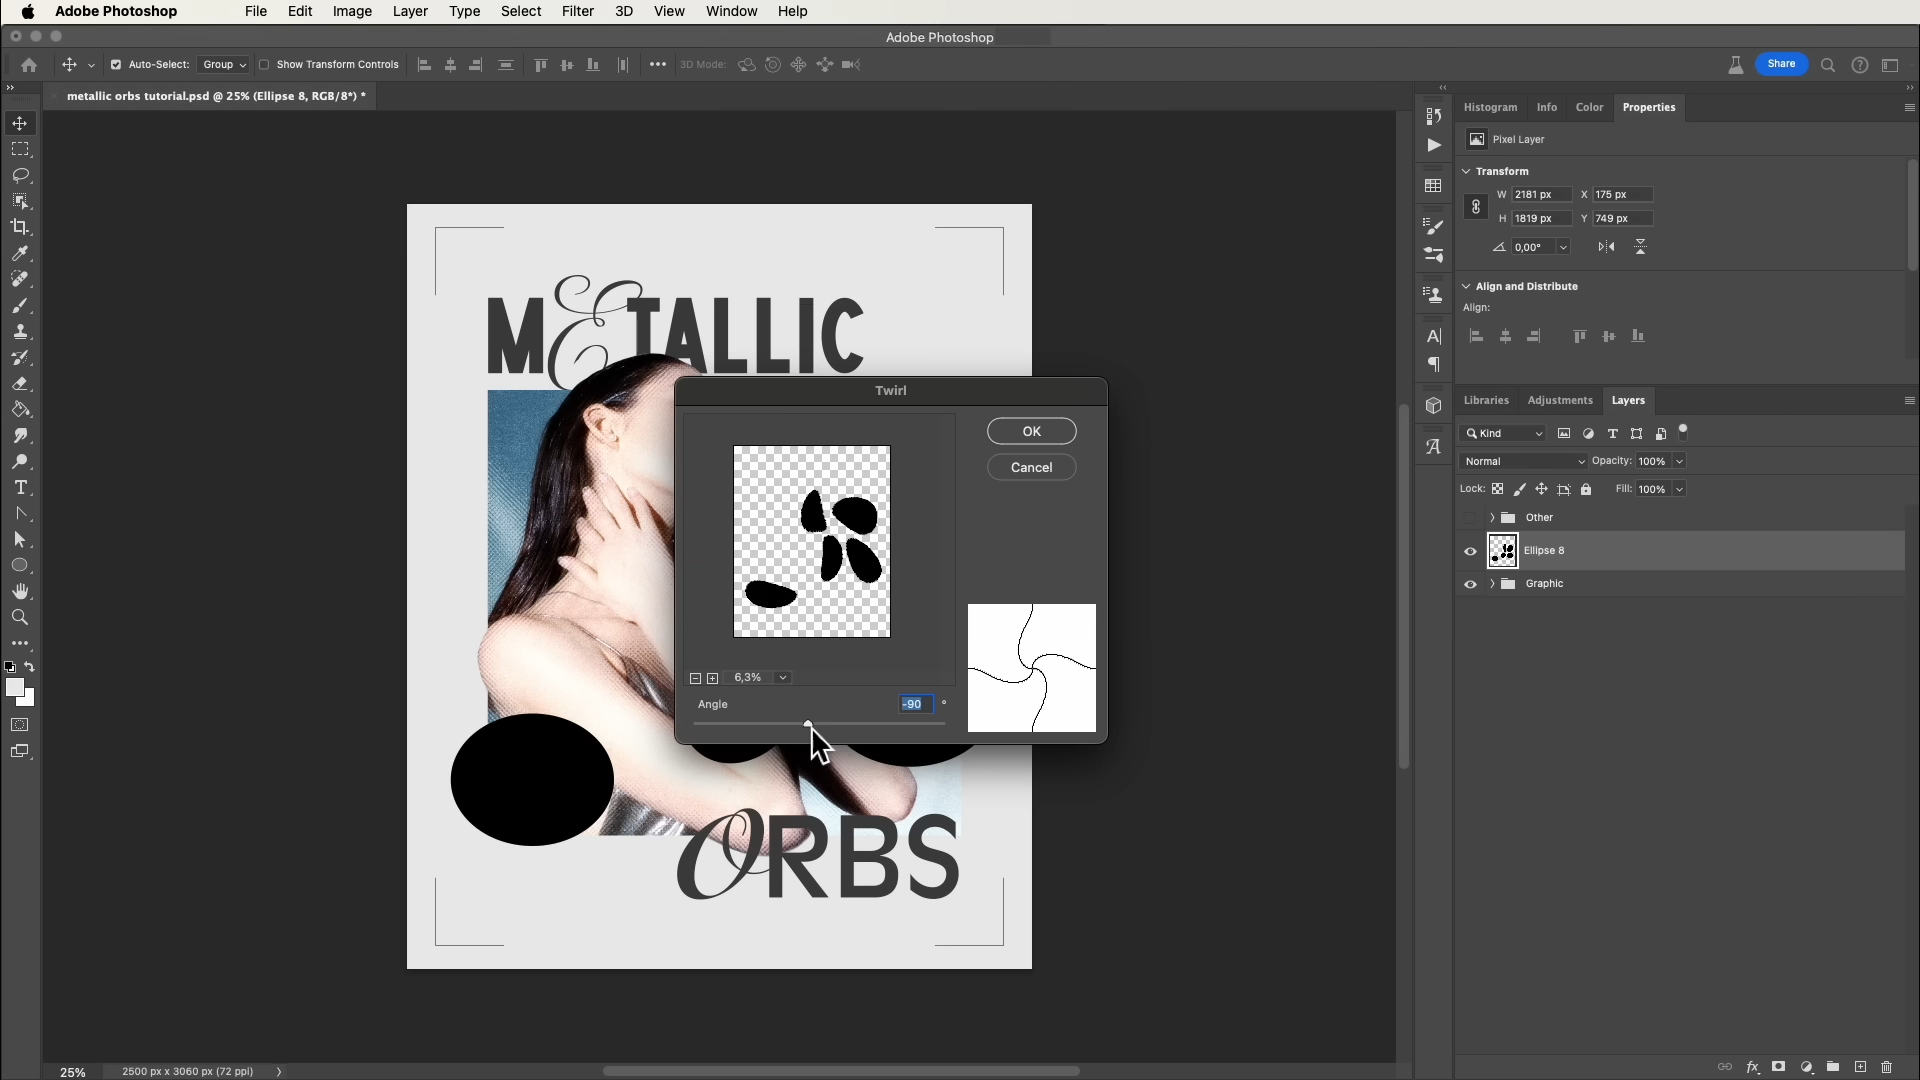 Adobe Photoshop File Edit Image Layer Type Select Filter 3D View Window Help
Adobe Photoshop
Auto-Select: Group Show Transform Controls 3D Mode: Share
metallic orbs tutorial.psd @ 25% (Ellipse 8, RGB/8*) *
Histogram Info Color Properties
Pixel Layer
Transform
W 2181 px X 175 px
H 1819 px Y 749 px
0,00°
Align and Distribute
Align:
METALLIC
Twirl
OK
Cancel
6,3%
Angle -90 °
ORBS
Libraries Adjustments Layers
Kind
Normal Opacity: 100%
Lock: Fill: 100%
Other
Ellipse 8
Graphic
25% 2500 px x 3060 px (72 ppi)